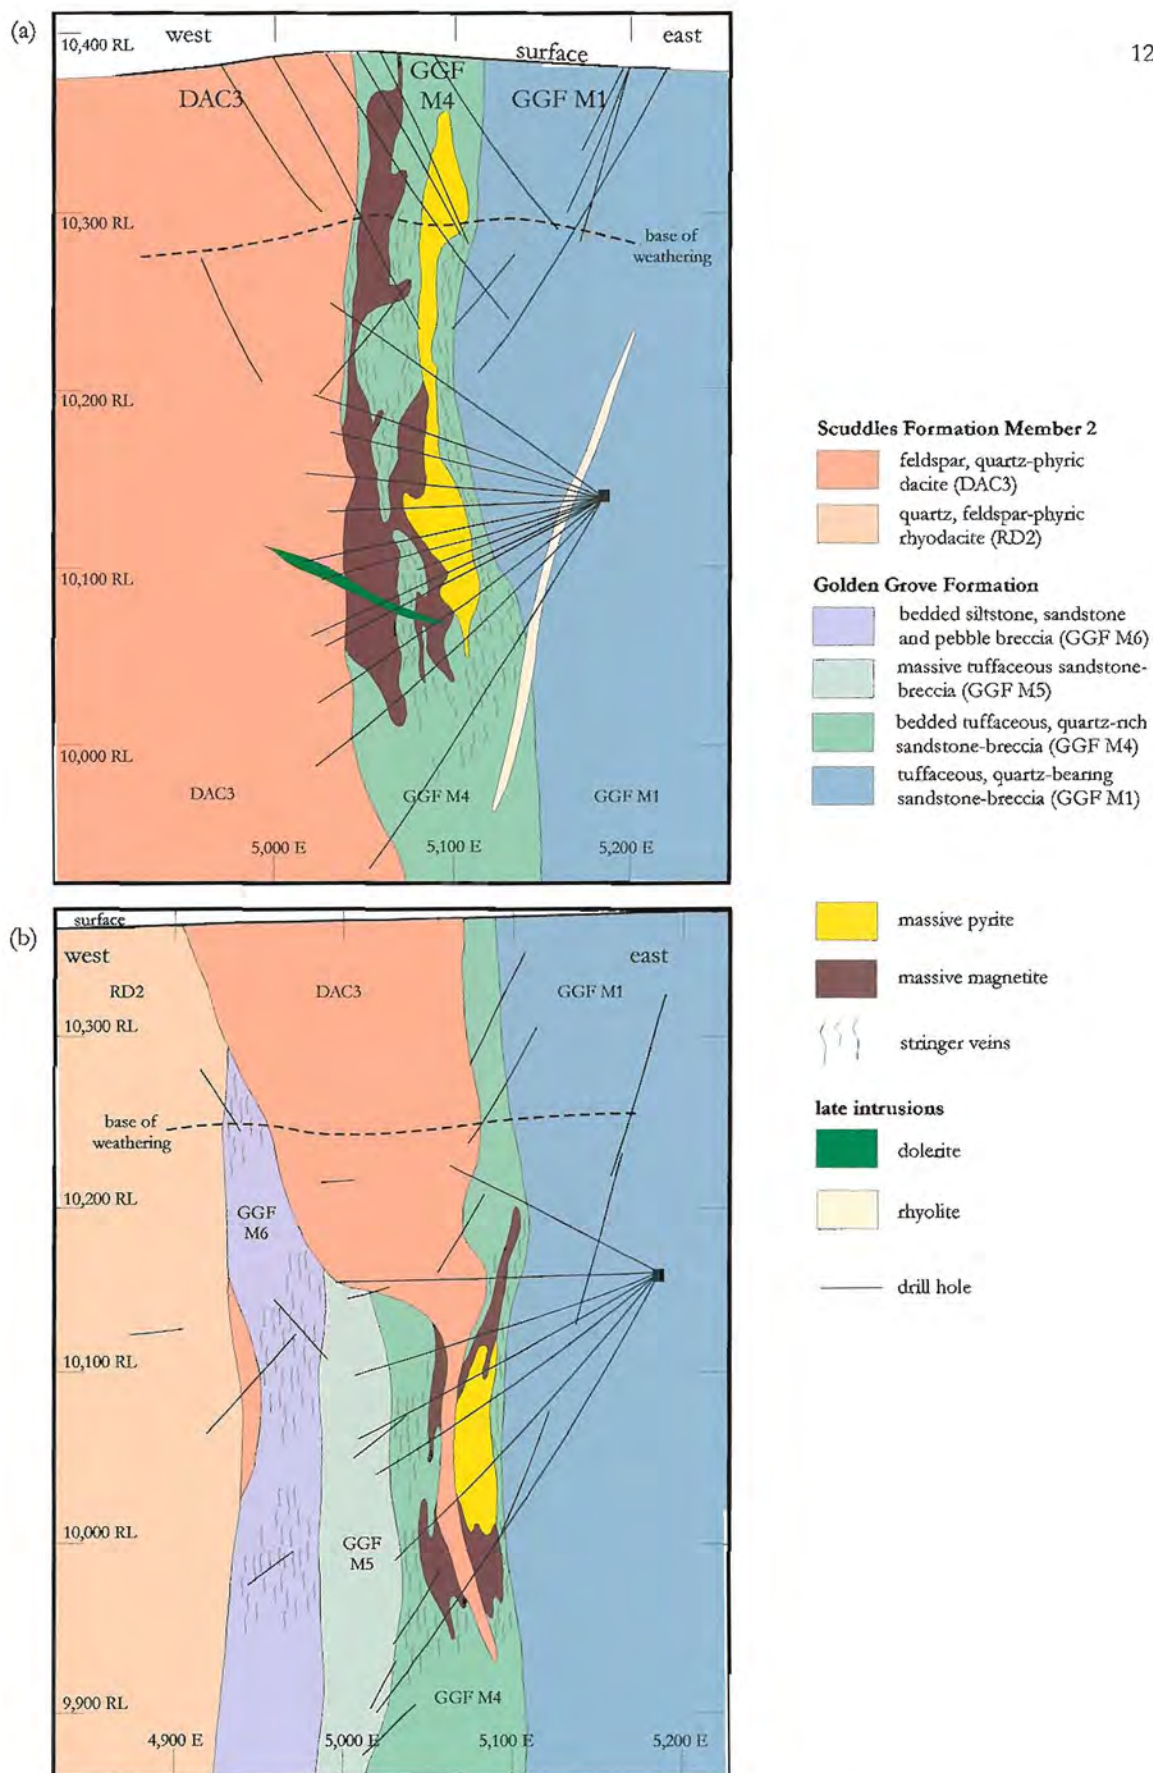 12
(a)
10,400 RL
west
surface
east
DAC3
GGF
M4
GGF M1
10,300 RL
base of
weathering
10,200 RL
10,100 RL
10,000 RL
DAC3
GGF M4
GGF M1
5,000 E
5,100 E
5,200 E
(b)
surface
west
east
RD2
DAC3
GGF M1
10,300 RL
base of
weathering
10,200 RL
GGF
M6
10,100 RL
10,000 RL
GGF
M5
GGF M4
9,900 RL
4,900 E
5,000 E
5,100 E
5,200 E
Scuddles Formation Member 2
feldspar, quartz-phyric
dacite (DAC3)
quartz, feldspar-phyric
rhyodacite (RD2)
Golden Grove Formation
bedded siltstone, sandstone
and pebble breccia (GGF M6)
massive tuffaceous sandstone-
breccia (GGF M5)
bedded tuffaceous, quartz-rich
sandstone-breccia (GGF M4)
tuffaceous, quartz-bearing
sandstone-breccia (GGF M1)
massive pyrite
massive magnetite
stringer veins
late intrusions
dolerite
rhyolite
drill hole